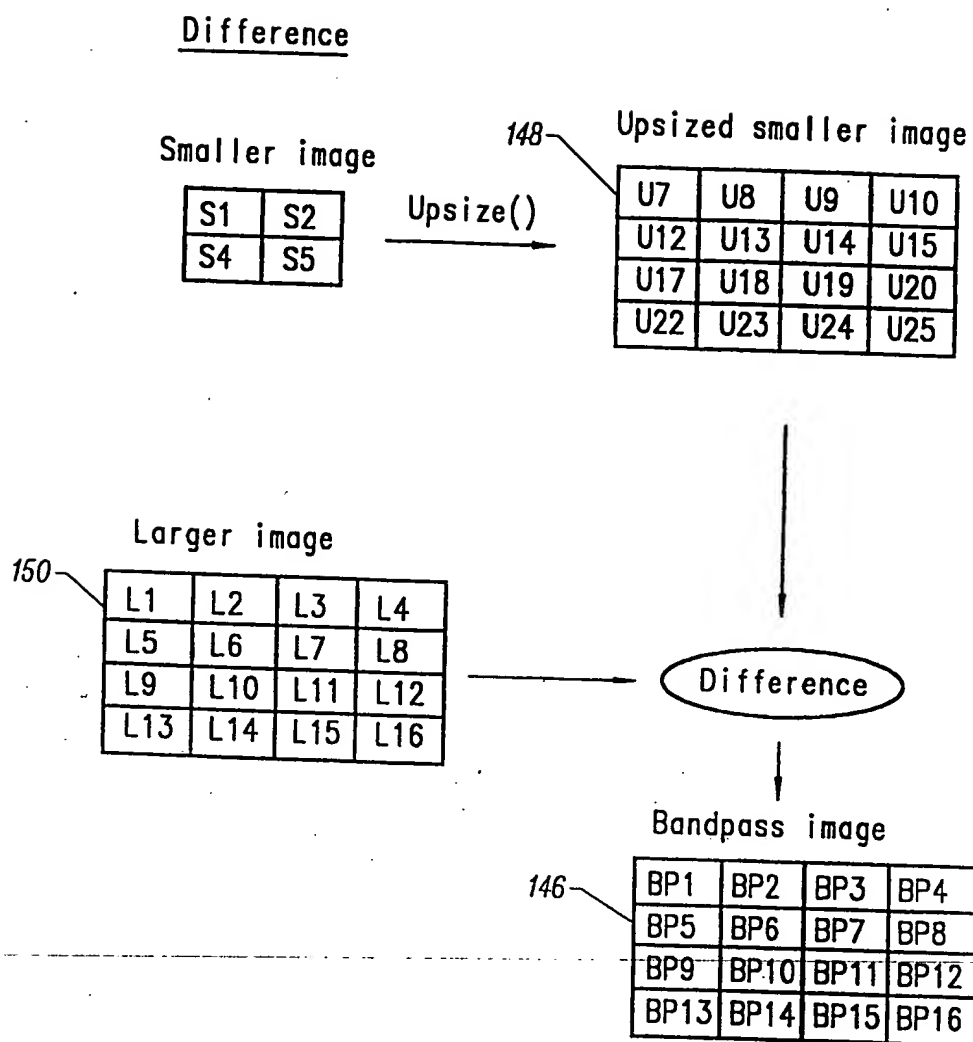 Difference
Smaller image
S1 S2
S4 S5
Upsize()
148
Upsized smaller image
U7 U8 U9 U10
U12 U13 U14 U15
U17 U18 U19 U20
U22 U23 U24 U25
Larger image
150
L1 L2 L3 L4
L5 L6 L7 L8
L9 L10 L11 L12
L13 L14 L15 L16
Difference
Bandpass image
146
BP1 BP2 BP3 BP4
BP5 BP6 BP7 BP8
BP9 BP10 BP11 BP12
BP13 BP14 BP15 BP16